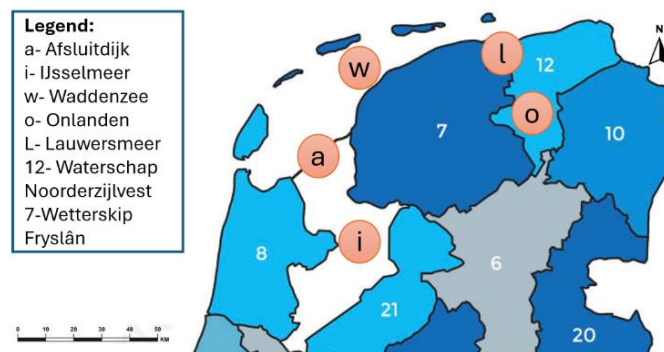 Legend:
a- Afsluitdijk
i- IJsselmeer
w- Waddenzee
o- Onlanden
L- Lauwersmeer
12- Waterschap
Noorderzijlvest
7-Wetterskip
Fryslân
N
l
w
12
o
7
10
a
8
i
6
21
20
0 10 20 30 40 50
KM